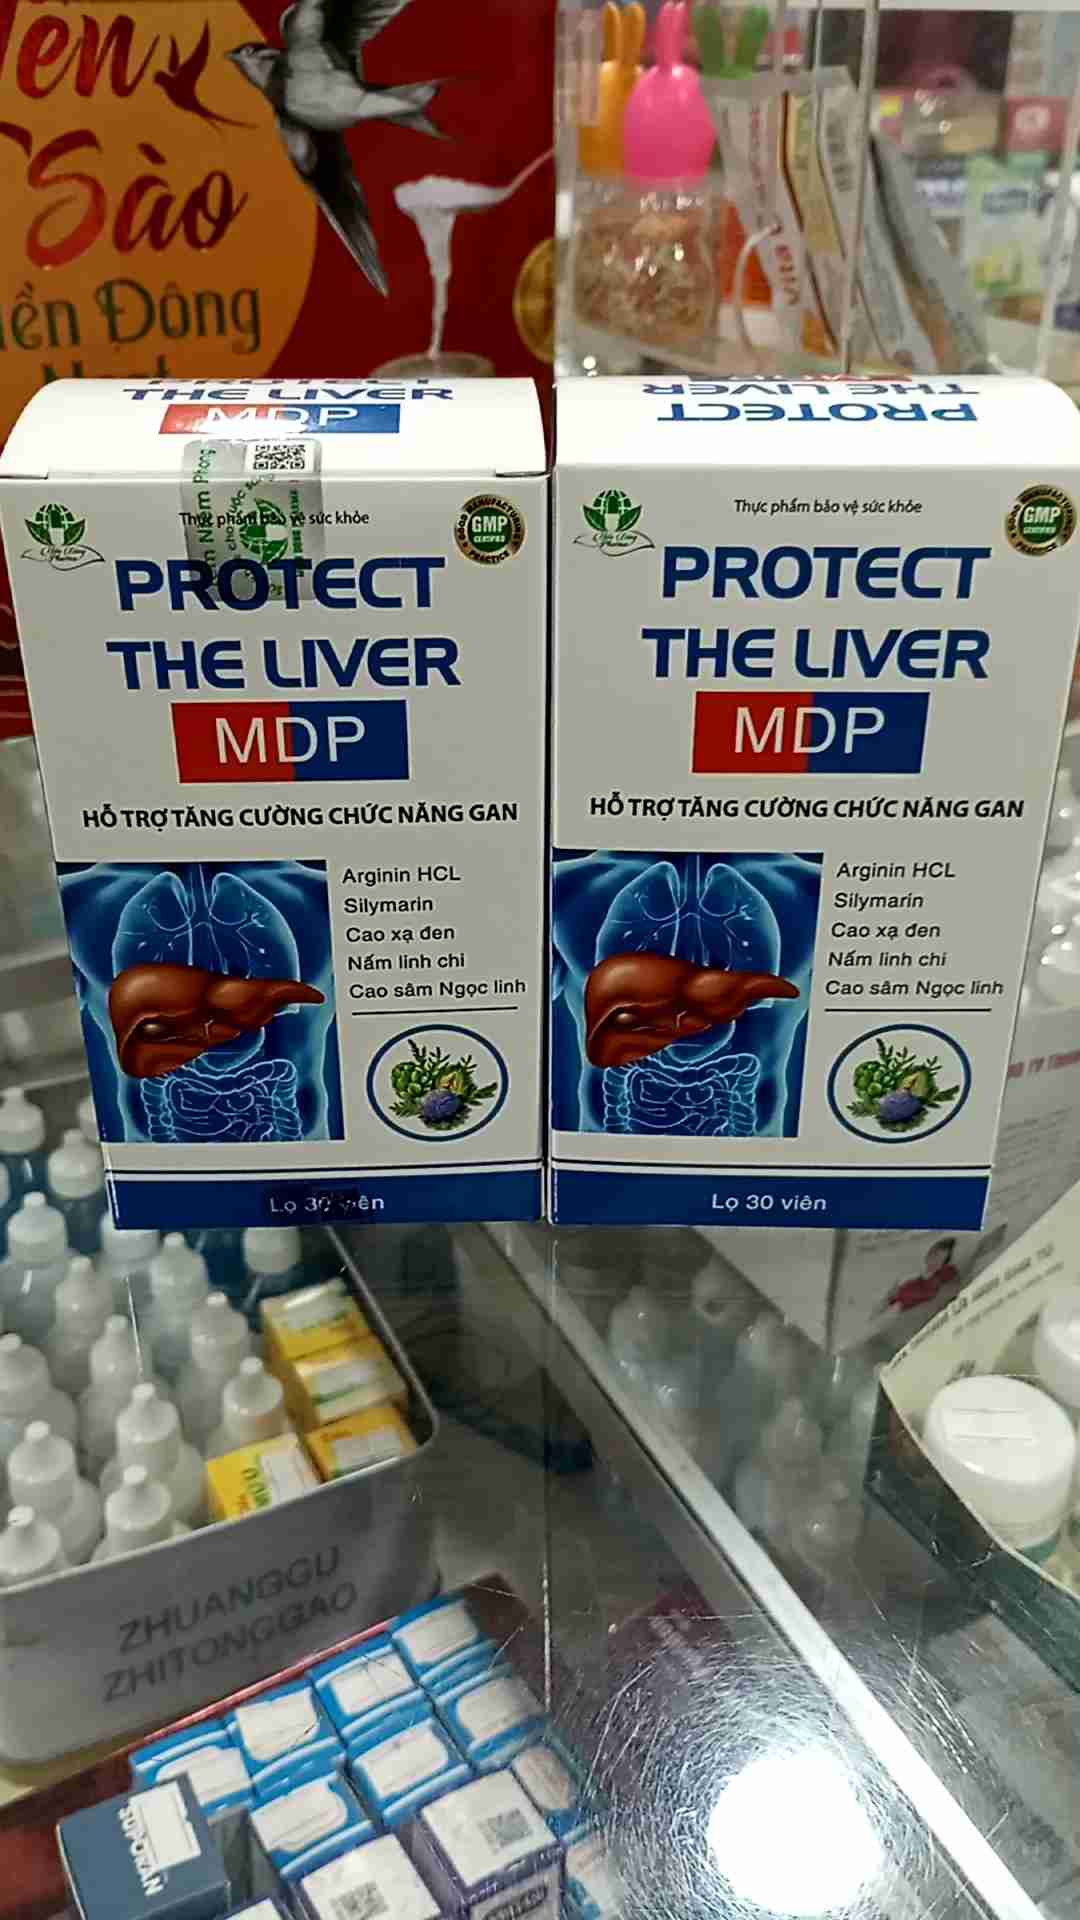 Sào
Đông
PROTECT
THE LIVER
MDP
Thực phẩm bảo vệ sức khỏe
GMP
CERTIFIED
PROTECT
THE LIVER
MDP
HỖ TRỢ TĂNG CƯỜNG CHỨC NĂNG GAN
Arginin HCL
Silymarin
Cao xạ đen
Nấm linh chi
Cao sâm Ngọc linh
Lọ 30 viên
THE LIVER
PROTECT
Thực phẩm bảo vệ sức khỏe
GMP
CERTIFIED
PROTECT
THE LIVER
MDP
HỖ TRỢ TĂNG CƯỜNG CHỨC NĂNG GAN
Arginin HCL
Silymarin
Cao xạ đen
Nấm linh chi
Cao sâm Ngọc linh
Lọ 30 viên
ZHUANGGU
ZHITONGGAO